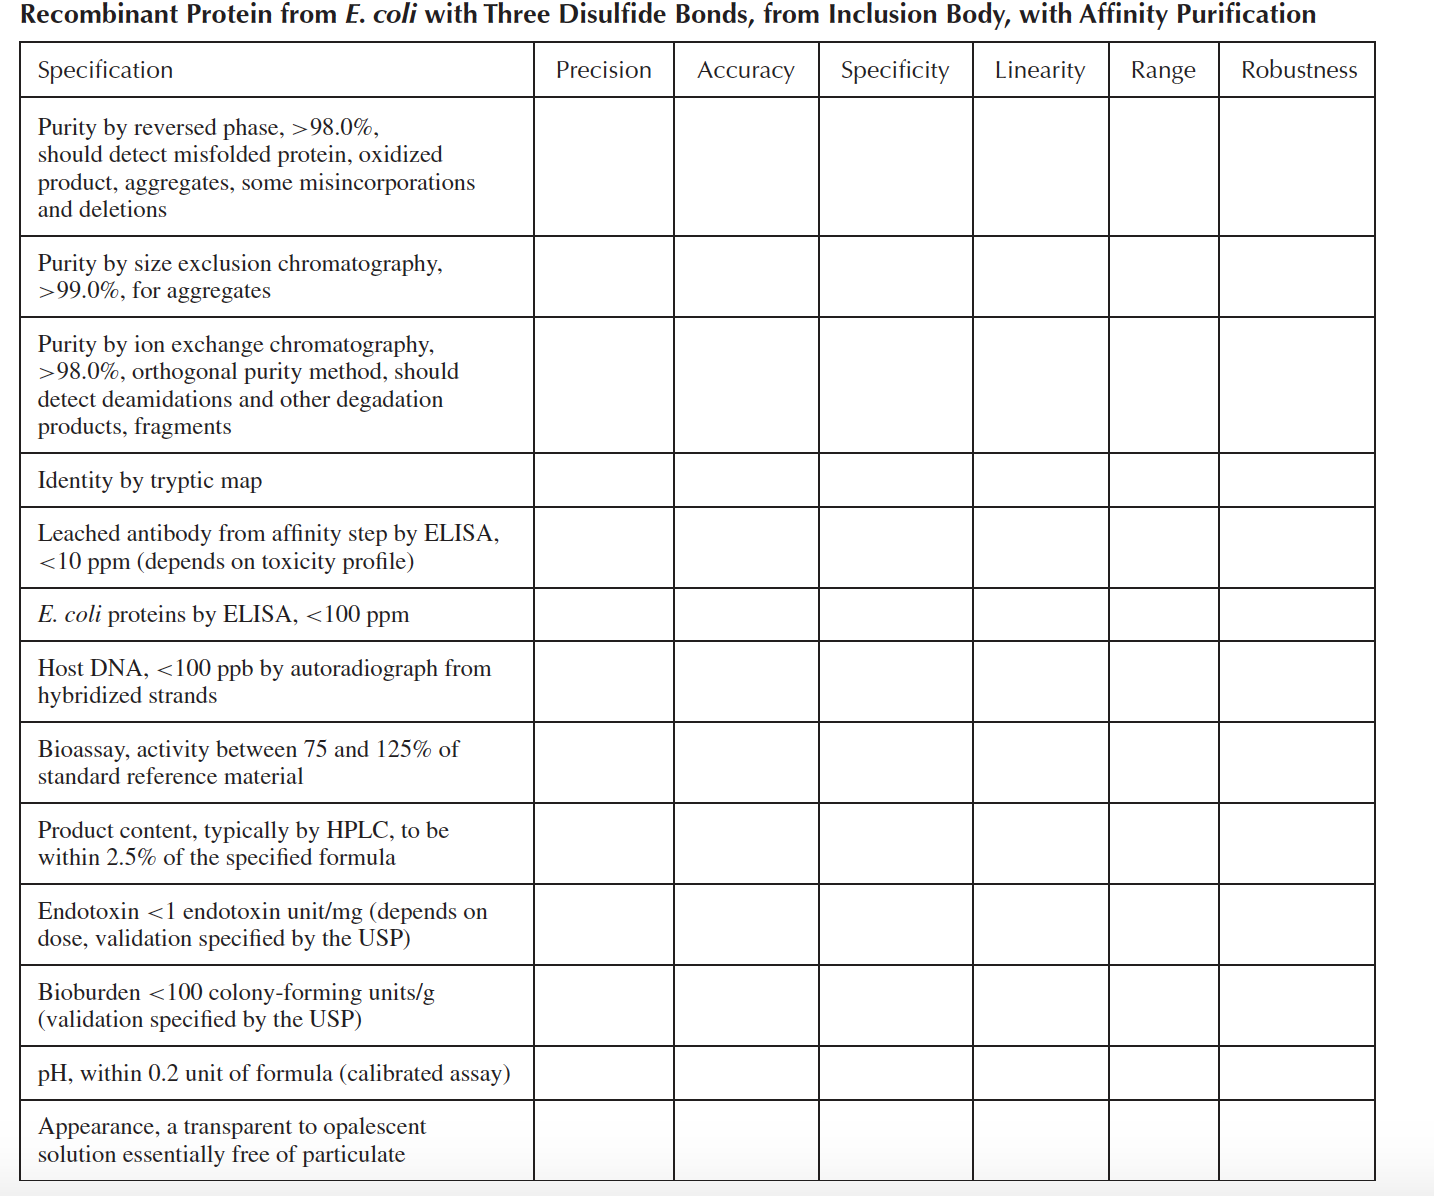 Recombinant Protein from E. coli with Three Disulfide Bonds, from Inclusion Body, with Affinity Purification
Specification Precision Accuracy Specificity Linearity Range Robustness
Purity by reversed phase, >98.0%,
should detect misfolded protein, oxidized
product, aggregates, some misincorporations
and deletions
Purity by size exclusion chromatography,
>99.0%, for aggregates
Purity by ion exchange chromatography,
>98.0%, orthogonal purity method, should
detect deamidations and other degadation
products, fragments
Identity by tryptic map
Leached antibody from affinity step by ELISA,
<10 ppm (depends on toxicity profile)
E. coli proteins by ELISA, <100 ppm
Host DNA, <100 ppb by autoradiograph from
hybridized strands
Bioassay, activity between 75 and 125% of
standard reference material
Product content, typically by HPLC, to be
within 2.5% of the specified formula
Endotoxin <1 endotoxin unit/mg (depends on
dose, validation specified by the USP)
Bioburden <100 colony-forming units/g
(validation specified by the USP)
pH, within 0.2 unit of formula (calibrated assay)
Appearance, a transparent to opalescent
solution essentially free of particulate